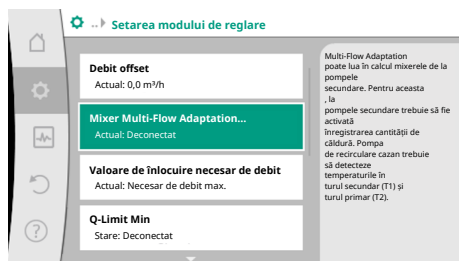 ..▶ Setarea modului de reglare
Debit offset
Actual: 0,0 m³/h
Mixer Multi-Flow Adaptation...
Actual: Deconectat
Valoare de înlocuire necesar de debit
Actual: Necesar de debit max.
Q-Limit Min
Stare: Deconectat
Multi-Flow Adaptation
poate lua în calcul mixerele de la
pompele
secundare. Pentru aceasta
, la
pompele secundare trebuie să fie
activată
înregistrarea cantității de
căldură. Pompa
de recirculare cazan trebuie
să detecteze
temperaturile în
turul secundar (T1) și
turul primar (T2).
?